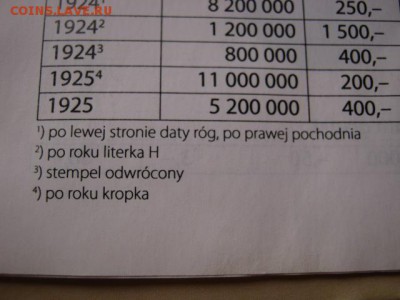 COINS.LAVE.RU
1924¹ 8 200 000 250,–
1924² 1 200 000 1 500,–
1924³ 800 000 400,–
1925⁴ 11 000 000 200,–
1925 5 200 000 400,–
¹) po lewej stronie daty róg, po prawej pochodnia
²) po roku literka H
³) stempel odwrócony
⁴) po roku kropka